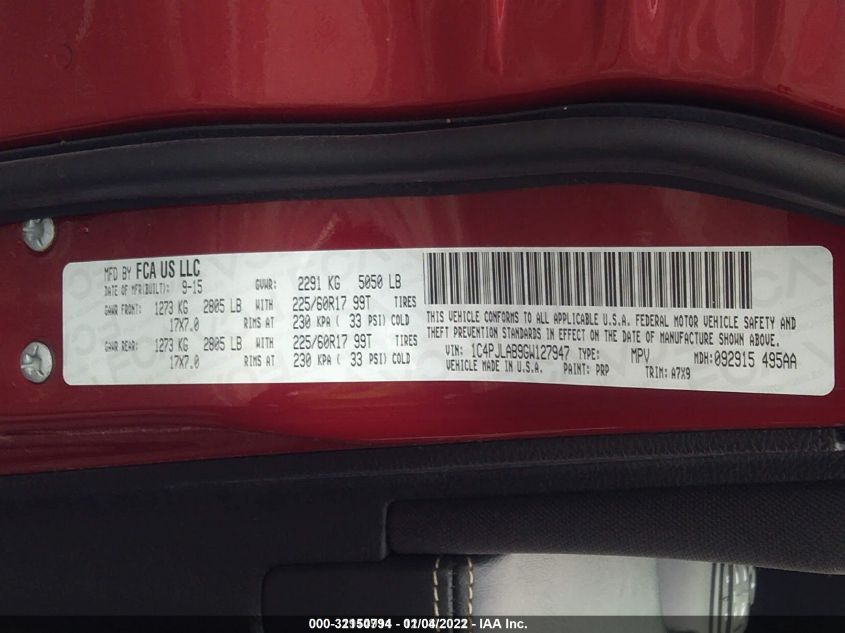 MFD BY FCA US LLC
DATE OF MFR(BUILT): 9-15 GVWR: 2291 KG 5050 LB
GAWR FRONT: 1273 KG 2805 LB WITH 225/60R17 99T TIRES
17X7.0 RIMS AT 230 KPA ( 33 PSI) COLD
GAWR REAR: 1273 KG 2805 LB WITH 225/60R17 99T TIRES
17X7.0 RIMS AT 230 KPA ( 33 PSI) COLD
THIS VEHICLE CONFORMS TO ALL APPLICABLE U.S.A. FEDERAL MOTOR VEHICLE SAFETY AND
THEFT PREVENTION STANDARDS IN EFFECT ON THE DATE OF MANUFACTURE SHOWN ABOVE.
VIN: 1C4PJLAB9GW127947 TYPE: MPV MDH: 092915 495AA
VEHICLE MADE IN U.S.A. PAINT: PRP TRIM: A7X9
000-32150794 - 01/04/2022 - IAA Inc.